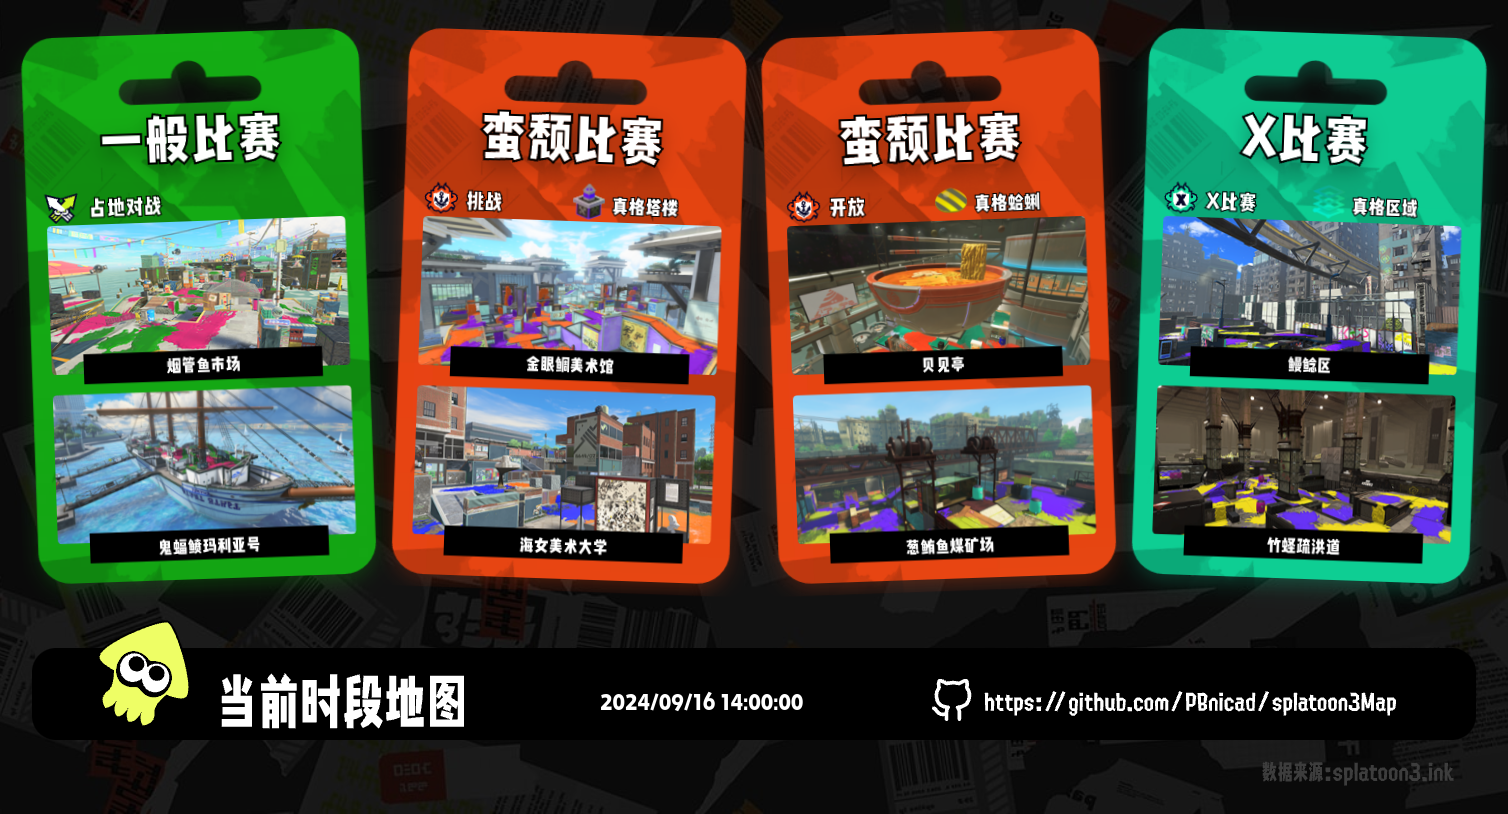 一般比赛
占地对战
烟管鱼市场
鬼蝠鲼玛利亚号
蛮颓比赛
挑战
真格塔楼
金眼鲷美术馆
海女美术大学
蛮颓比赛
开放
真格蛤蜊
贝见亭
葱鲔鱼煤矿场
X比赛
X比赛
真格区域
鳗鲶区
竹蛏疏洪道
当前时段地图
2024/09/16 14:00:00
https://github.com/PBnicad/splatoon3Map
数据来源:splatoon3.ink